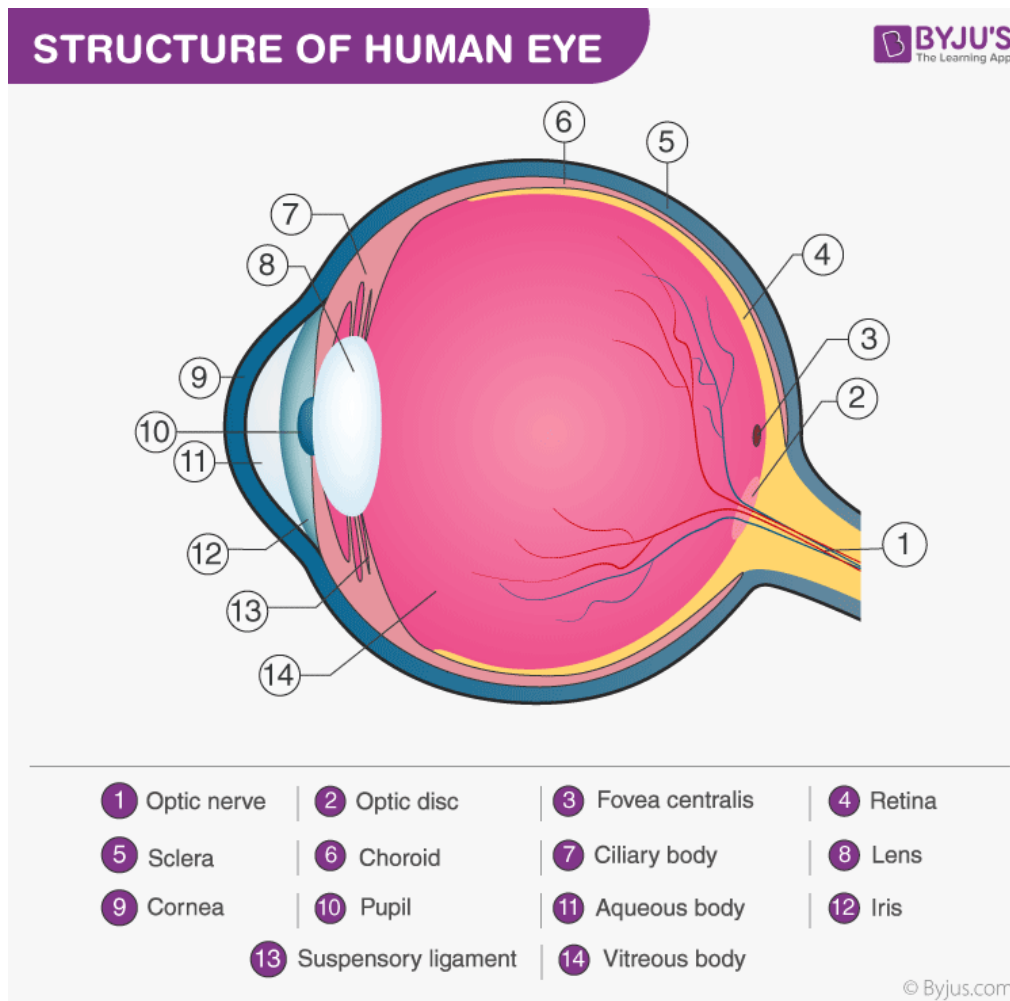 STRUCTURE OF HUMAN EYE
BYJU'S
The Learning App
6
5
7
4
8
3
9
2
10
11
12
1
13
14
1 Optic nerve 2 Optic disc 3 Fovea centralis 4 Retina
5 Sclera 6 Choroid 7 Ciliary body 8 Lens
9 Cornea 10 Pupil 11 Aqueous body 12 Iris
13 Suspensory ligament 14 Vitreous body
© Byjus.com